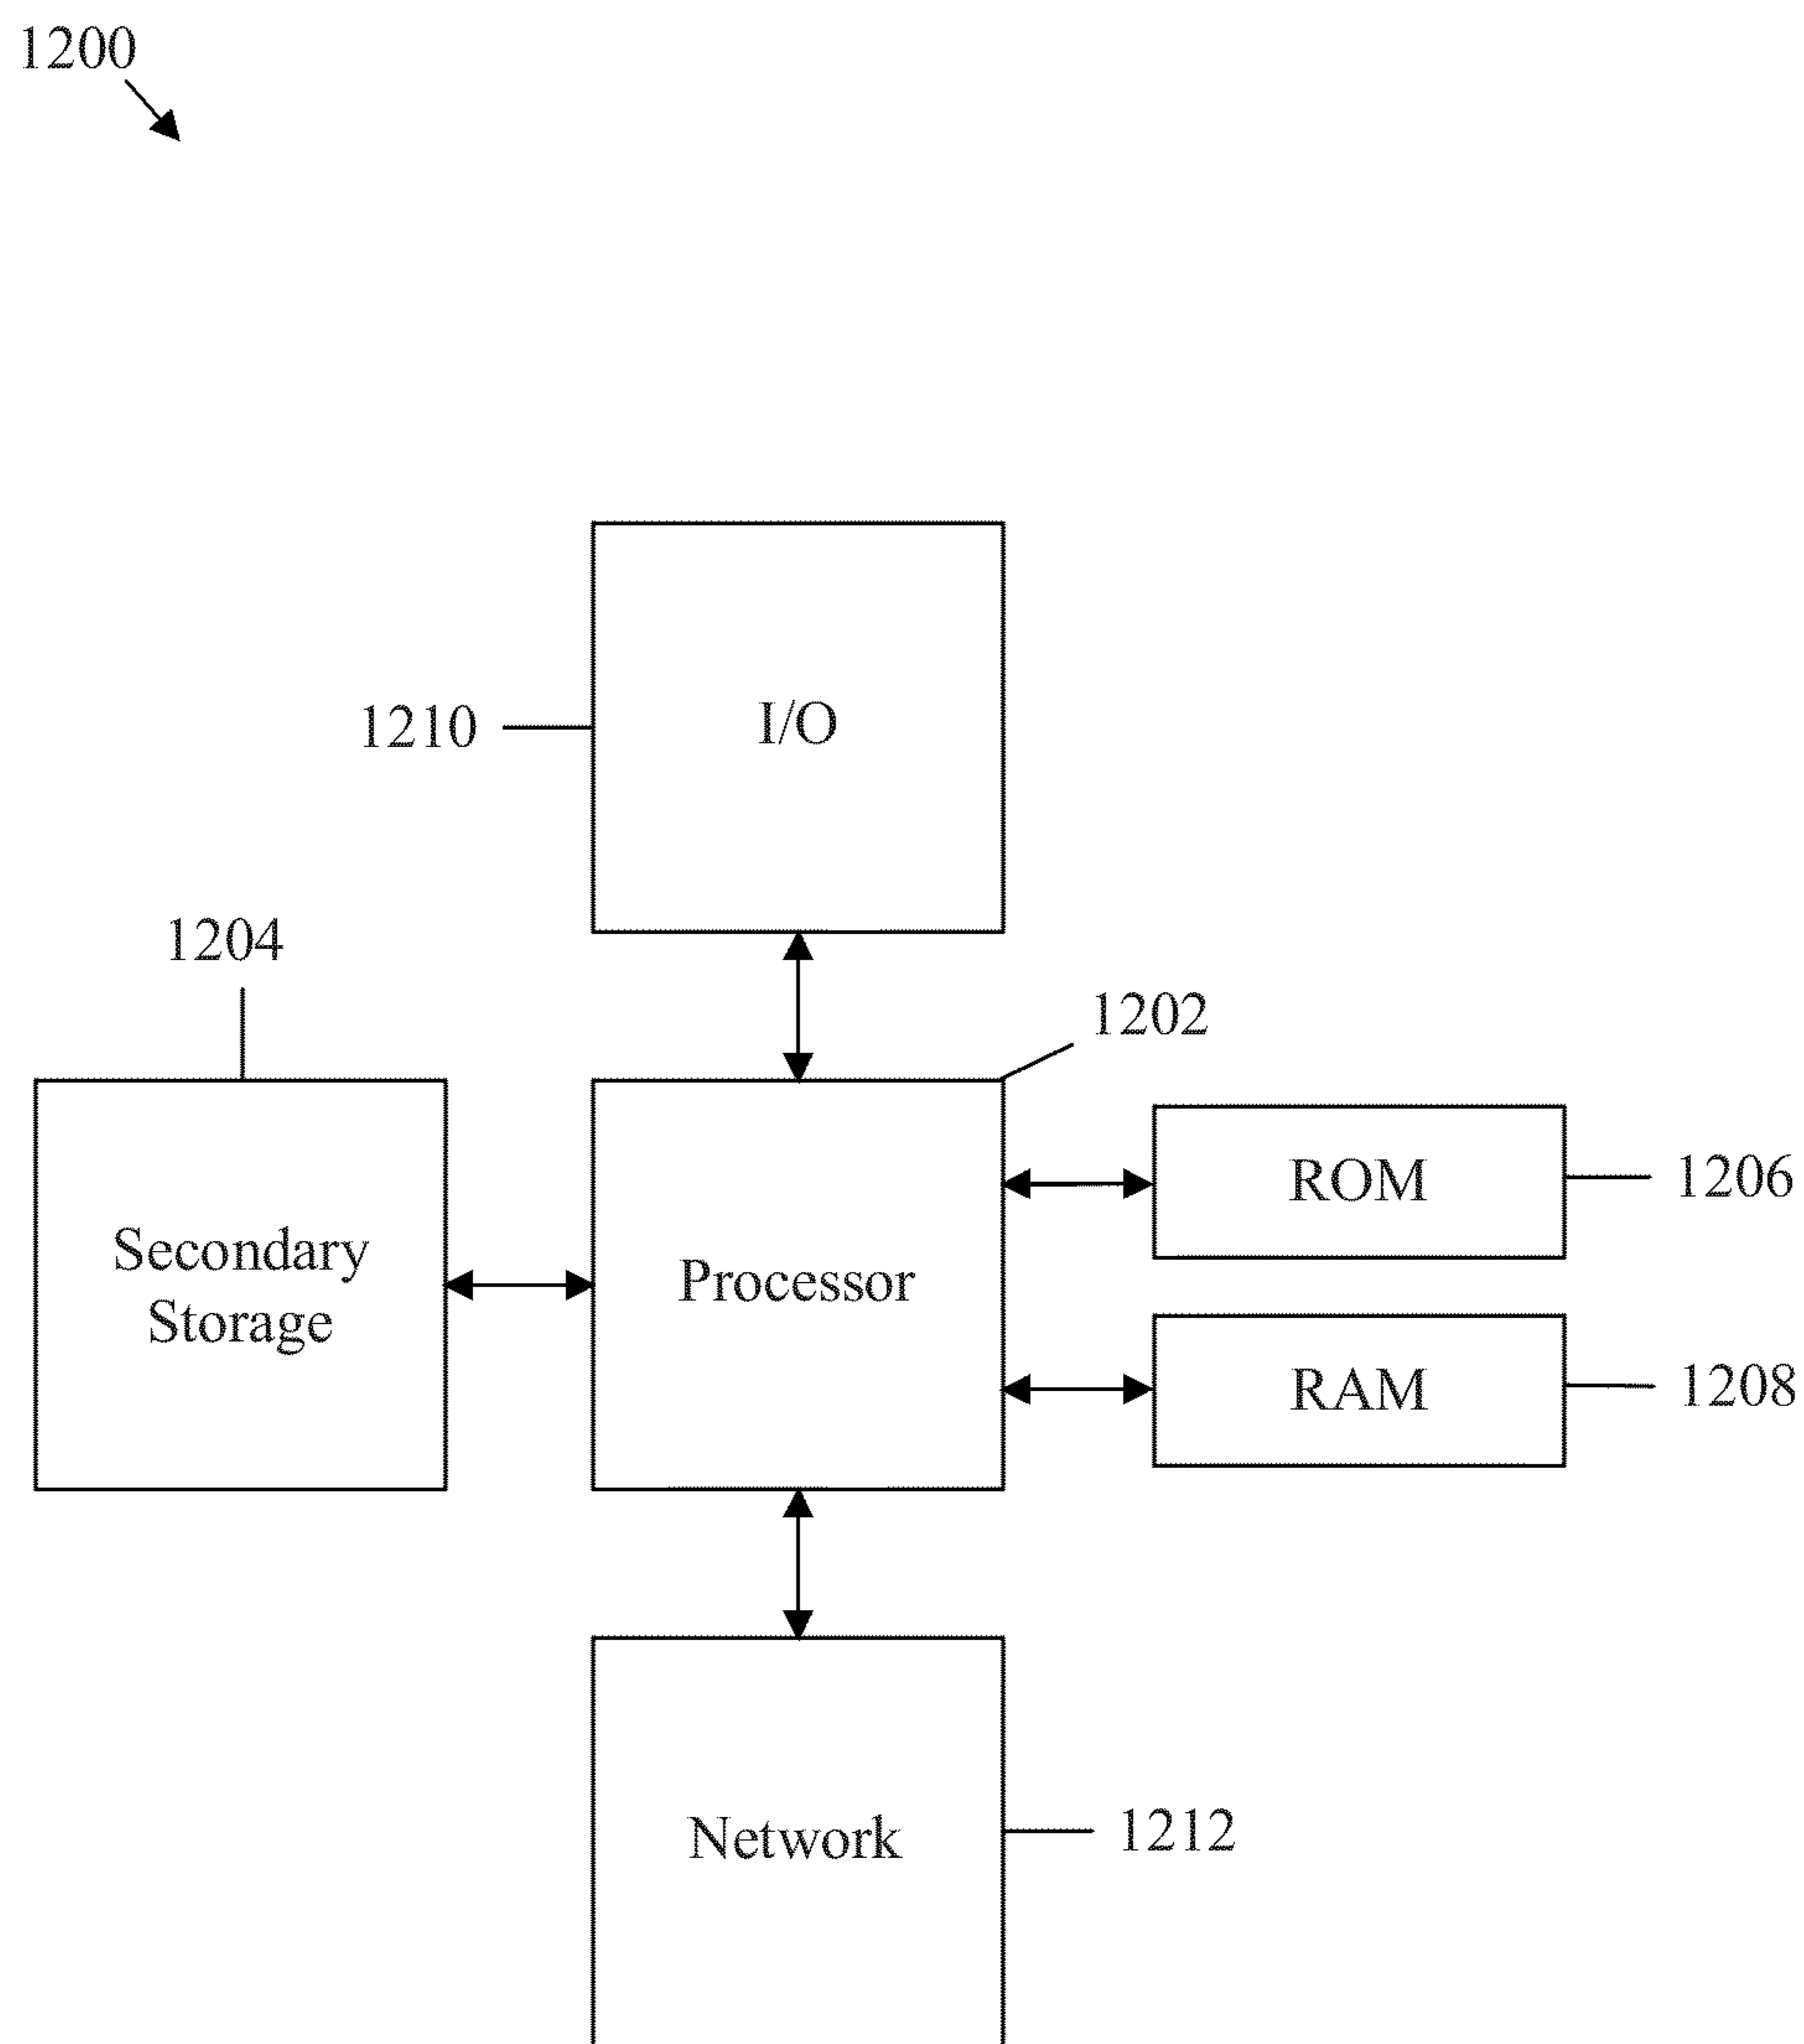 1200
1210
I/O
1204
1202
Secondary
Storage
Processor
ROM
1206
RAM
1208
Network
1212